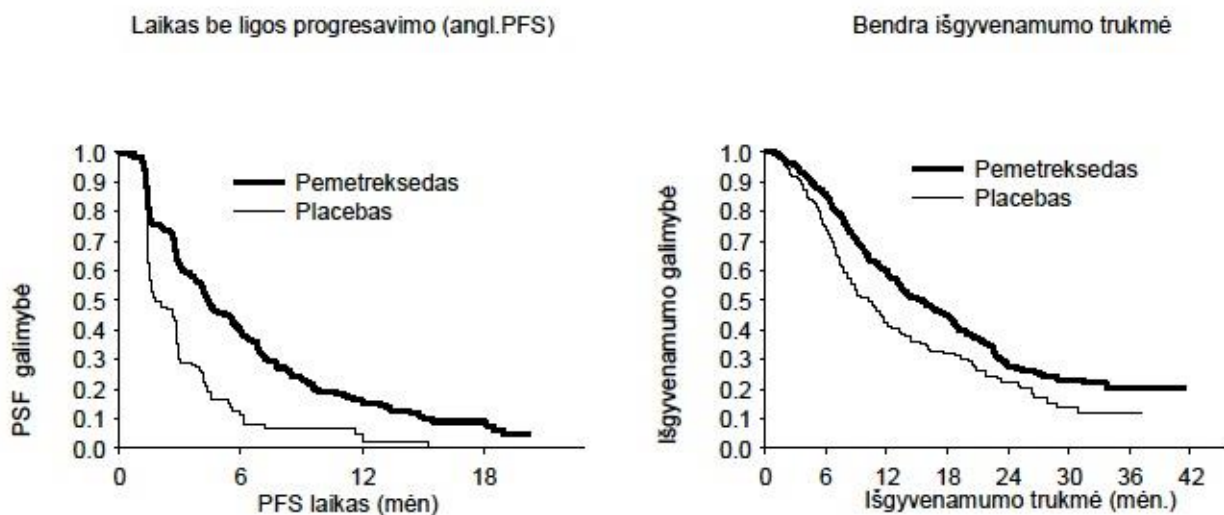 Laikas be ligos progresavimo (angl.PFS)
PSF galimybė
1.0
0.9
0.8
0.7
0.6
0.5
0.4
0.3
0.2
0.1
0.0
Pemetreksedas
Placebas
0 6 12 18
PFS laikas (mėn)
Bendra išgyvenamumo trukmė
Išgyvenamumo galimybė
1.0
0.9
0.8
0.7
0.6
0.5
0.4
0.3
0.2
0.1
0.0
Pemetreksedas
Placebas
0 6 12 18 24 30 36 42
Išgyvenamumo trukmė (mėn.)